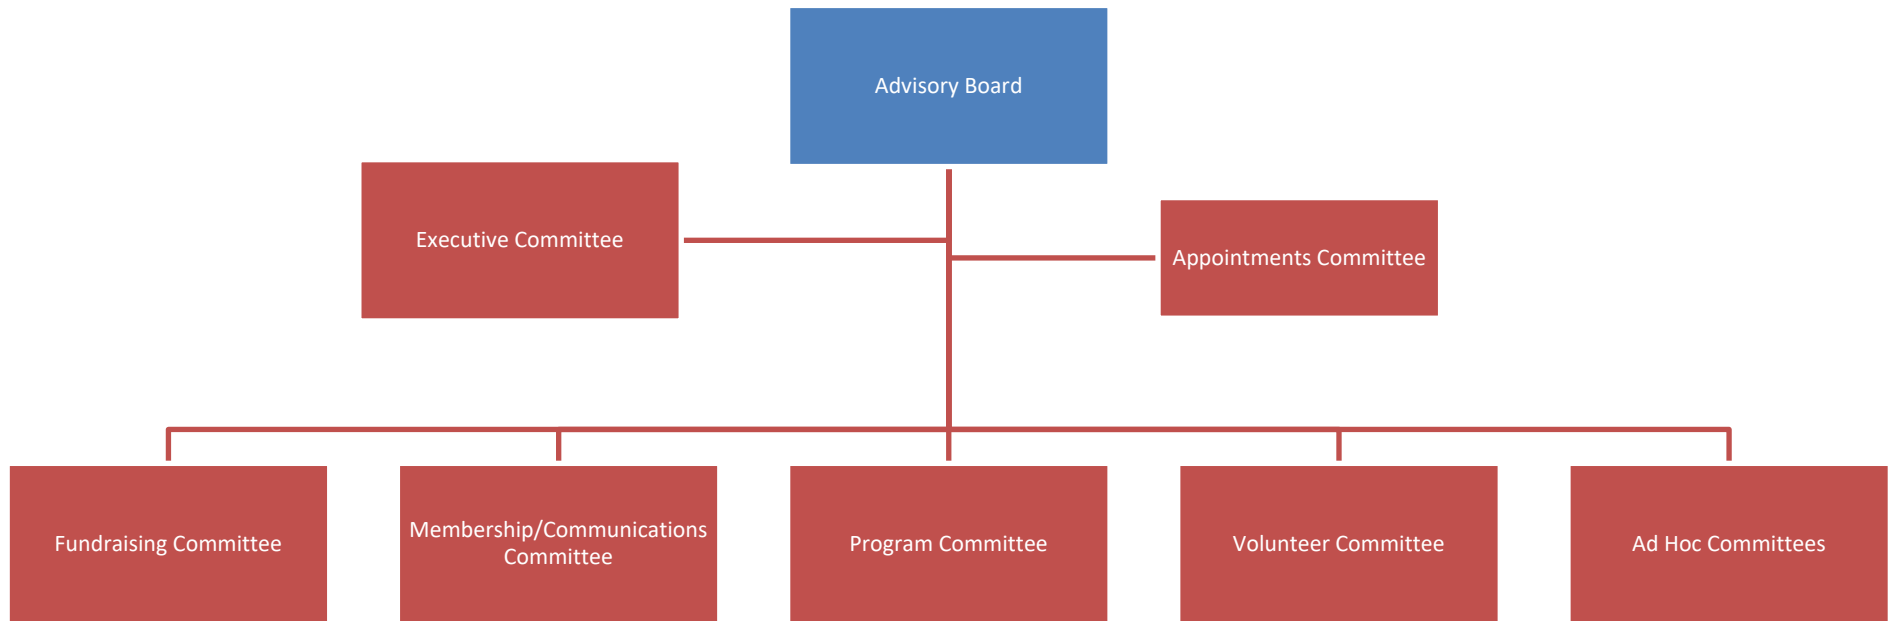 Advisory Board
Executive Committee
Appointments Committee
Fundraising Committee
Membership/Communications
Committee
Program Committee
Volunteer Committee
Ad Hoc Committees